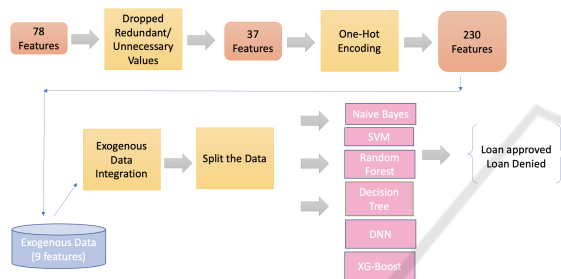 78
Features
Dropped
Redundant/
Unnecessary
Values
37
Features
One-Hot
Encoding
230
Features
Exogenous
Data
Integration
Split the Data
Naive Bayes
SVM
Random
Forest
Decision
Tree
DNN
XG-Boost
Loan approved
Loan Denied
Exogenous Data
(9 features)